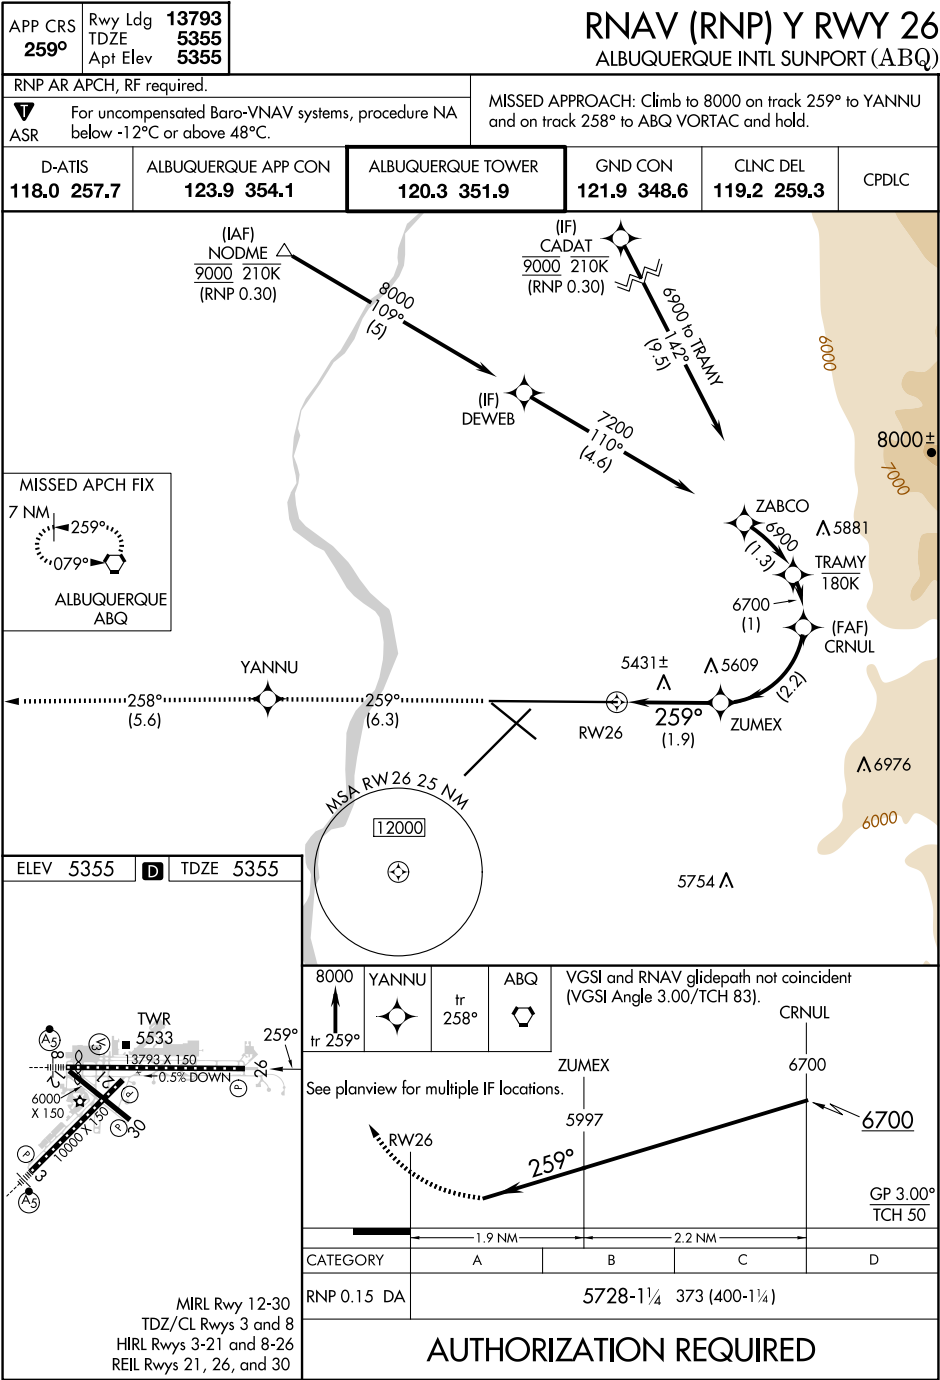 APP CRS
259°
Rwy Ldg 13793
TDZE 5355
Apt Elev 5355
RNAV (RNP) Y RWY 26
ALBUQUERQUE INTL SUNPORT (ABQ)
RNP AR APCH, RF required.
T
ASR
For uncompensated Baro-VNAV systems, procedure NA
below -12°C or above 48°C.
MISSED APPROACH: Climb to 8000 on track 259° to YANNU
and on track 258° to ABQ VORTAC and hold.
D-ATIS
118.0 257.7
ALBUQUERQUE APP CON
123.9 354.1
ALBUQUERQUE TOWER
120.3 351.9
GND CON
121.9 348.6
CLNC DEL
119.2 259.3
CPDLC
(IAF)
NODME
9000 210K
(RNP 0.30)
(IF)
CADAT
9000 210K
(RNP 0.30)
8000
109°
(5)
6900 to TRAMY
142°
(9.5)
6000
(IF)
DEWEB
7200
110°
(4.6)
8000±
7000
MISSED APCH FIX
7 NM
259°
079°
ALBUQUERQUE
ABQ
ZABCO
6900
(1.3)
5881
TRAMY
180K
6700
(1)
(FAF)
CRNUL
YANNU
5431±
5609
(2.2)
258°
(5.6)
259°
(6.3)
RW26
259°
(1.9)
ZUMEX
6976
6000
MSA RW26 25 NM
12000
5754
ELEV 5355
D
TDZE 5355
TWR
5533
259°
A5
V3
8
12
21
13793 X 150
0.5% DOWN
26
P
P
P
6000
X 150
10000 X 150
30
P
3
A5
MIRL Rwy 12-30
TDZ/CL Rwys 3 and 8
HIRL Rwys 3-21 and 8-26
REIL Rwys 21, 26, and 30
8000
tr 259°
YANNU
tr
258°
ABQ
VGSI and RNAV glidepath not coincident
(VGSI Angle 3.00/TCH 83).
CRNUL
ZUMEX
6700
See planview for multiple IF locations.
5997
6700
RW26
259°
GP 3.00°
TCH 50
1.9 NM
2.2 NM
CATEGORY
A
B
C
D
RNP 0.15 DA
5728-1¼ 373 (400-1¼)
AUTHORIZATION REQUIRED